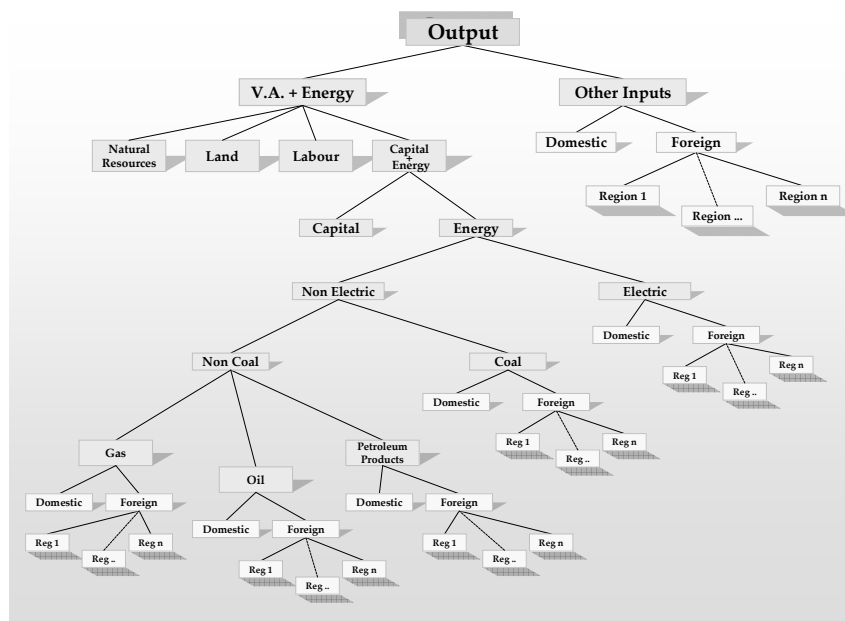 Output
V.A. + Energy
Other Inputs
Natural
Resources
Land
Labour
Capital
+
Energy
Domestic
Foreign
Region 1
Region ...
Region n
Capital
Energy
Non Electric
Electric
Domestic
Foreign
Reg 1
Reg ..
Reg n
Non Coal
Coal
Domestic
Foreign
Reg 1
Reg ..
Reg n
Gas
Oil
Petroleum
Products
Domestic
Foreign
Reg 1
Reg ..
Reg n
Domestic
Foreign
Reg 1
Reg ..
Reg n
Domestic
Foreign
Reg 1
Reg ..
Reg n